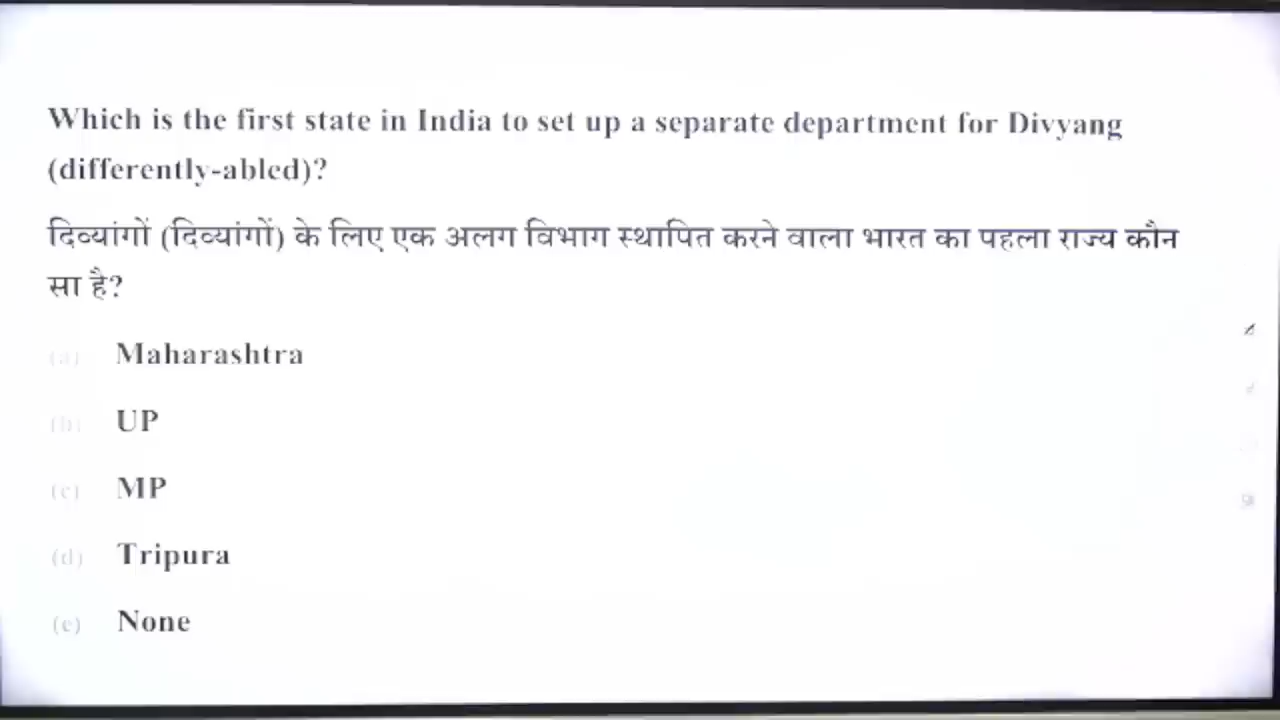 Which is the first state in India to set up a separate department for Divyang
(differently-abled)?
दिव्यांगों (दिव्यांगों) के लिए एक अलग विभाग स्थापित करने वाला भारत का पहला राज्य कौन
सा है?
(a) Maharashtra
(b) UP
(c) MP
(d) Tripura
(e) None